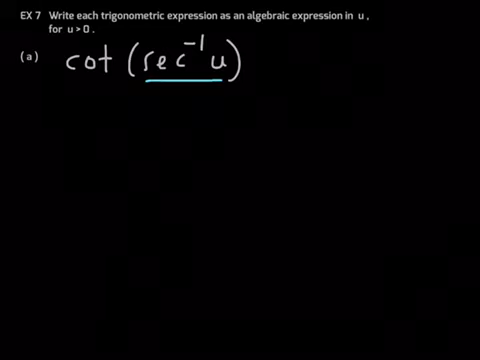 EX 7 Write each trigonometric expression as an algebraic expression in u,
for u > 0.
(a) cot (sec⁻¹ u)